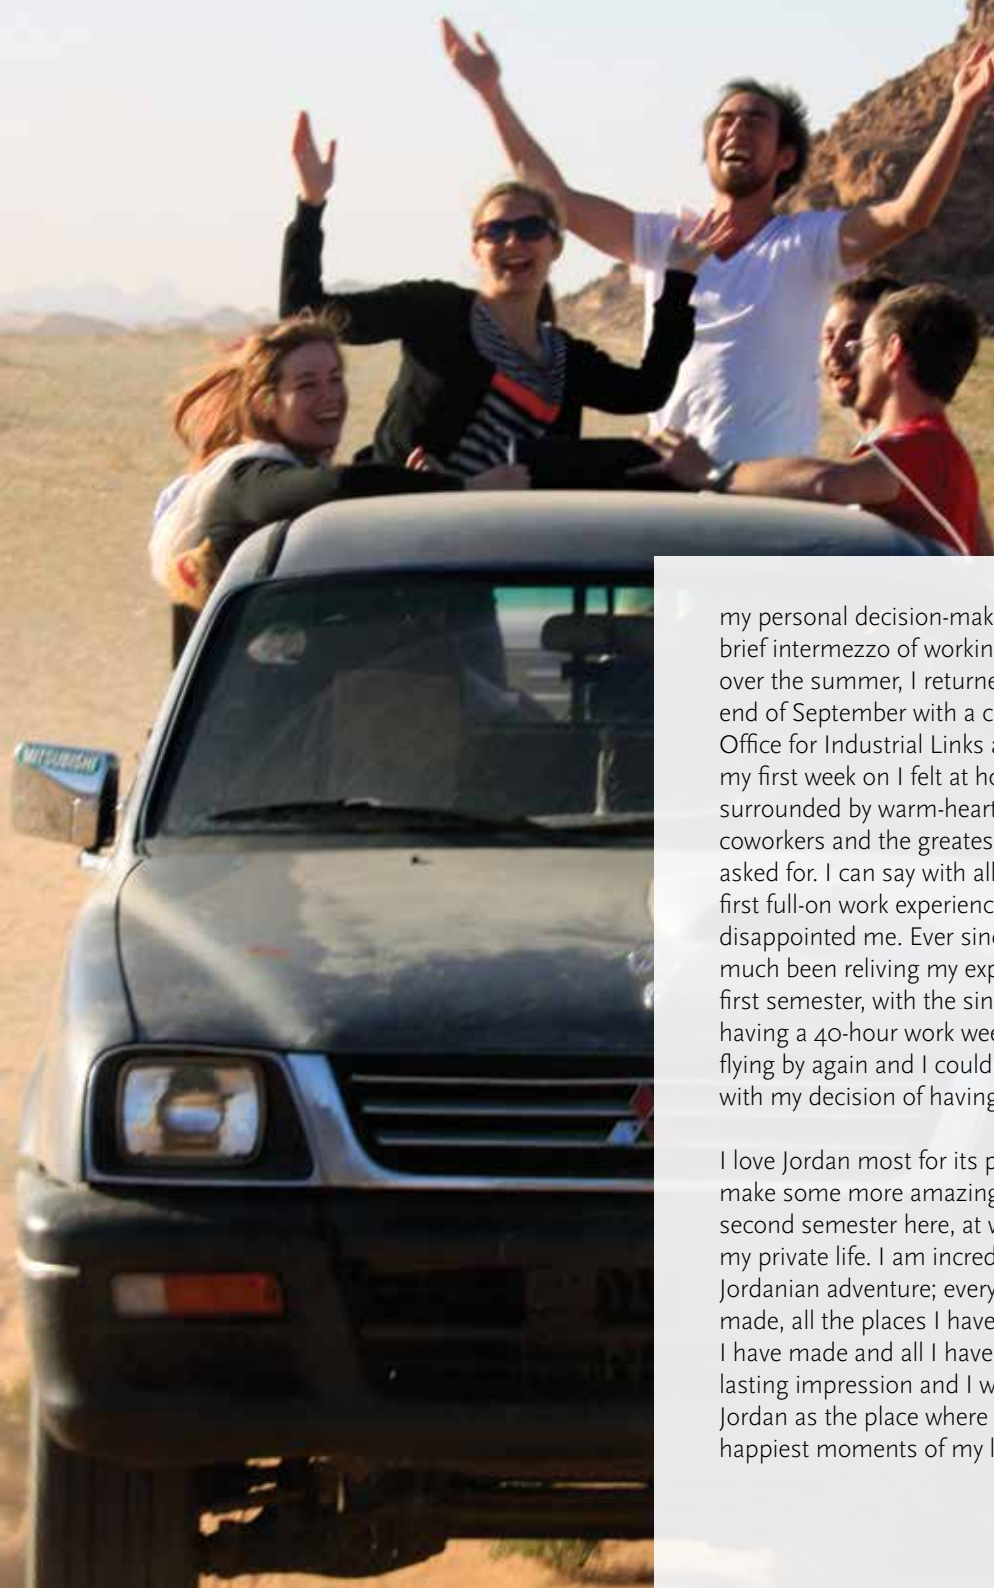 MITSUBISHI
my personal decision-mak
brief intermezzo of workin
over the summer, I returne
end of September with a c
Office for Industrial Links a
my first week on I felt at ho
surrounded by warm-heart
coworkers and the greates
asked for. I can say with all
first full-on work experienc
disappointed me. Ever sinc
much been reliving my exp
first semester, with the sin
having a 40-hour work wee
flying by again and I could
with my decision of having
I love Jordan most for its p
make some more amazing
second semester here, at w
my private life. I am incred
Jordanian adventure; every
made, all the places I have
I have made and all I have
lasting impression and I w
Jordan as the place where
happiest moments of my l